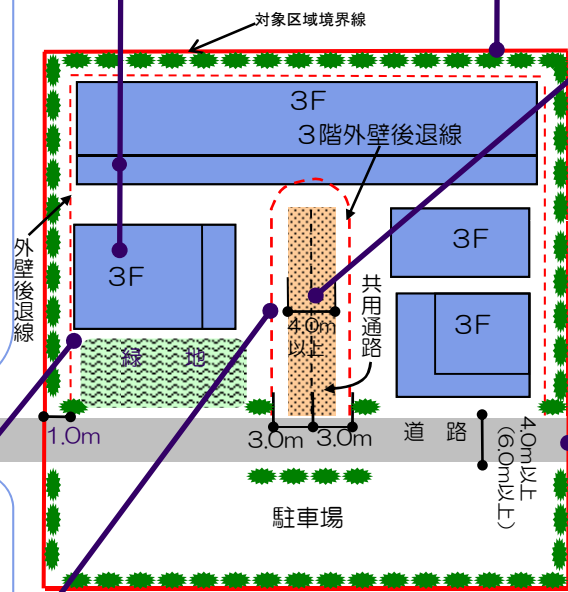 対象区域境界線
3F
3階外壁後退線
外壁後退線
3F
3F
3F
共用通路
4.0m
以上
緑 地
1.0m
3.0m
3.0m
道 路
4.0m以上
(6.0m以上)
駐車場